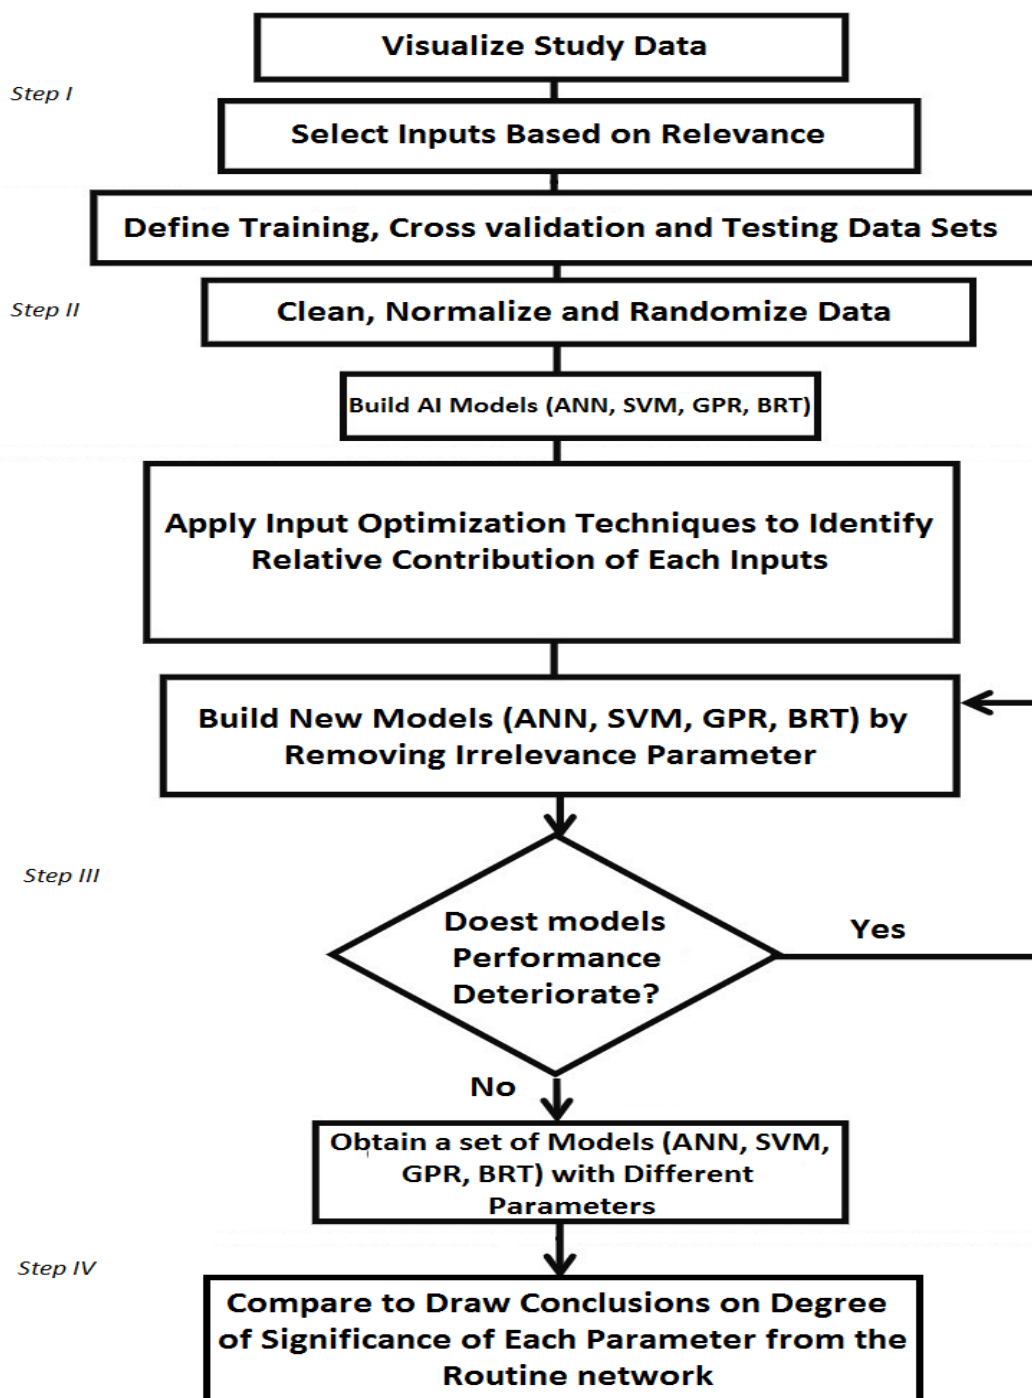 Visualize Study Data
Step I
Select Inputs Based on Relevance
Define Training, Cross validation and Testing Data Sets
Step II
Clean, Normalize and Randomize Data
Build AI Models (ANN, SVM, GPR, BRT)
Apply Input Optimization Techniques to Identify
Relative Contribution of Each Inputs
Build New Models (ANN, SVM, GPR, BRT) by
Removing Irrelevance Parameter
Step III
Doest models
Performance
Deteriorate?
Yes
No
Obtain a set of Models (ANN, SVM,
GPR, BRT) with Different
Parameters
Step IV
Compare to Draw Conclusions on Degree
of Significance of Each Parameter from the
Routine network